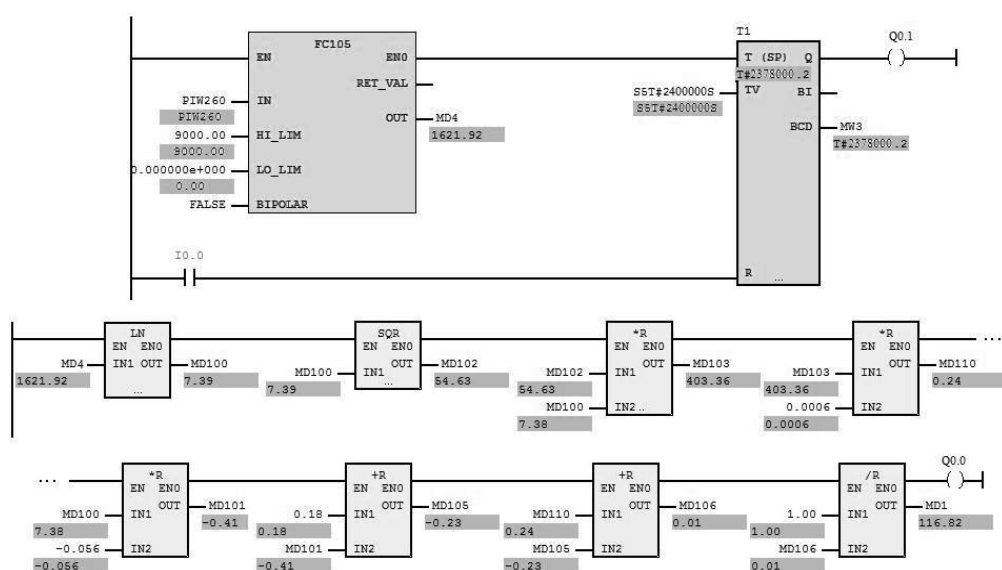 FC105
EN ENO
RET_VAL
PIW260 IN
PIW260
OUT MD4
1621.92
9000.00 HI_LIM
9000.00
0.000000e+000 LO_LIM
0.00
FALSE BIPOLAR
T1
T (SP) Q
T#2378000.2
Q0.1
S5T#2400000S TV BI
S5T#2400000S
BCD MW3
T#2378000.2
I0.0
R ...
LN
EN ENO
MD4 IN1 OUT MD100
1621.92 7.39
...
SQR
EN ENO
OUT MD102
54.63
MD100 IN1
7.39 ...
*R
EN ENO
OUT MD103
403.36
MD102 IN1
54.63
MD100 IN2..
7.38
*R
EN ENO
OUT MD110
0.24
MD103 IN1
403.36
0.0006 IN2
0.0006
...
...
*R
EN ENO
OUT MD101
-0.41
MD100 IN1
7.38
-0.056 IN2
-0.056
+R
EN ENO
OUT MD105
-0.23
0.18 IN1
0.18
MD101 IN2
-0.41
+R
EN ENO
OUT MD106
0.01
MD110 IN1
0.24
MD105 IN2
-0.23
/R
EN ENO
OUT MD1
116.82
1.00 IN1
1.00
MD106 IN2
0.01
Q0.0